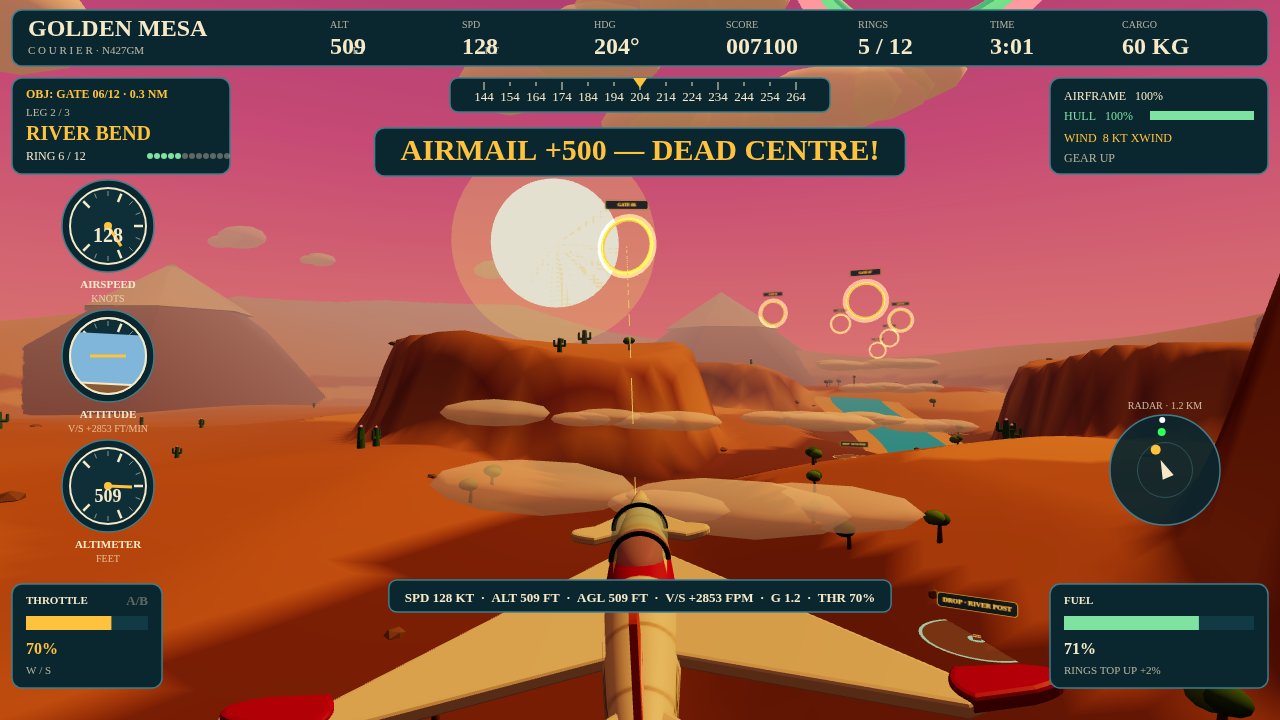 GOLDEN MESA
COURIER · N427GM
ALT
509
SPD
128
HDG
204°
SCORE
007100
RINGS
5 / 12
TIME
3:01
CARGO
60 KG
OBJ: GATE 06/12 · 0.3 NM
LEG 2 / 3
RIVER BEND
RING 6 / 12
144 154 164 174 184 194 204 214 224 234 244 254 264
AIRMAIL +500 — DEAD CENTRE!
AIRFRAME 100%
HULL 100%
WIND 8 KT XWIND
GEAR UP
GATE 06
128
AIRSPEED
KNOTS
ATTITUDE
V/S +2853 FT/MIN
509
ALTIMETER
FEET
RADAR · 1.2 KM
THROTTLE A/B
70%
W / S
SPD 128 KT · ALT 509 FT · AGL 509 FT · V/S +2853 FPM · G 1.2 · THR 70%
DROP · RIVER POST
FUEL
71%
RINGS TOP UP +2%